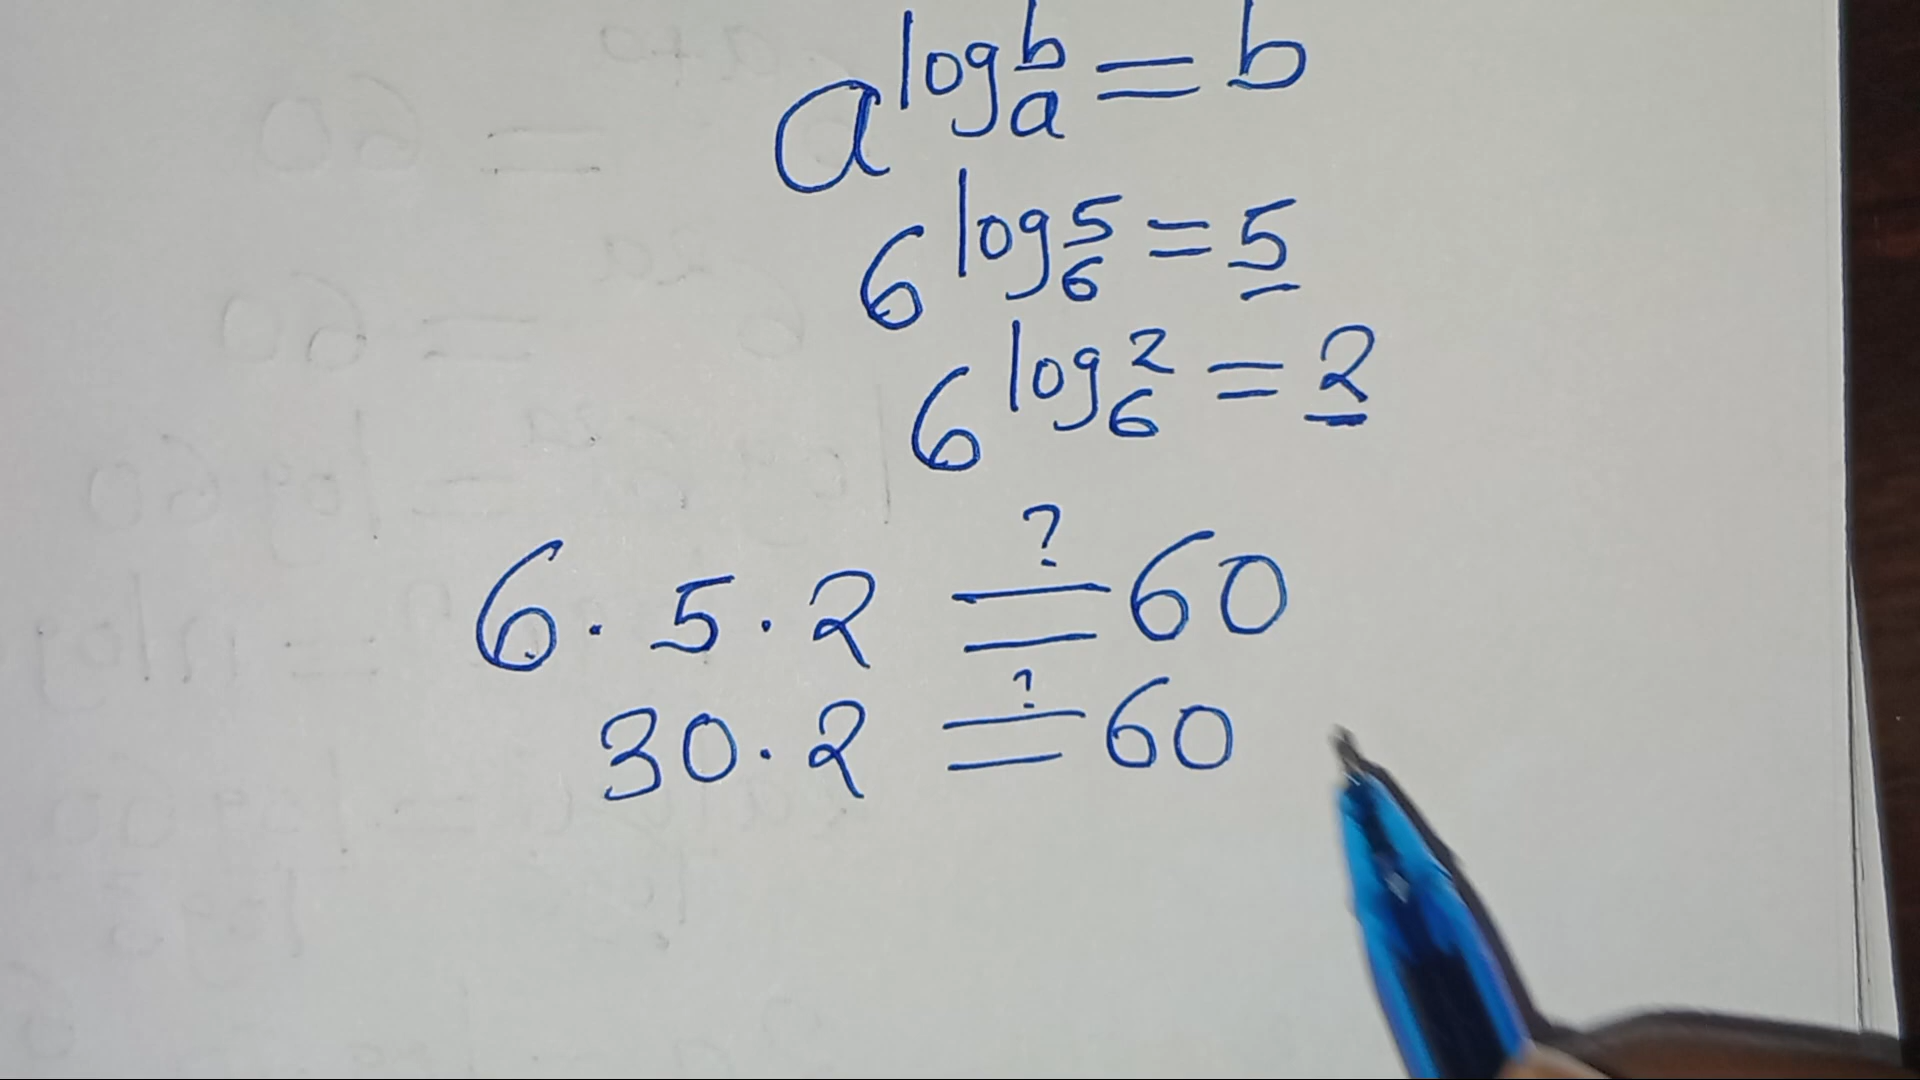 a^log_a^b = b
6^log_6^5 = 5
6^log_6^2 = 2
6 · 5 · 2 =? 60
30 · 2 =? 60